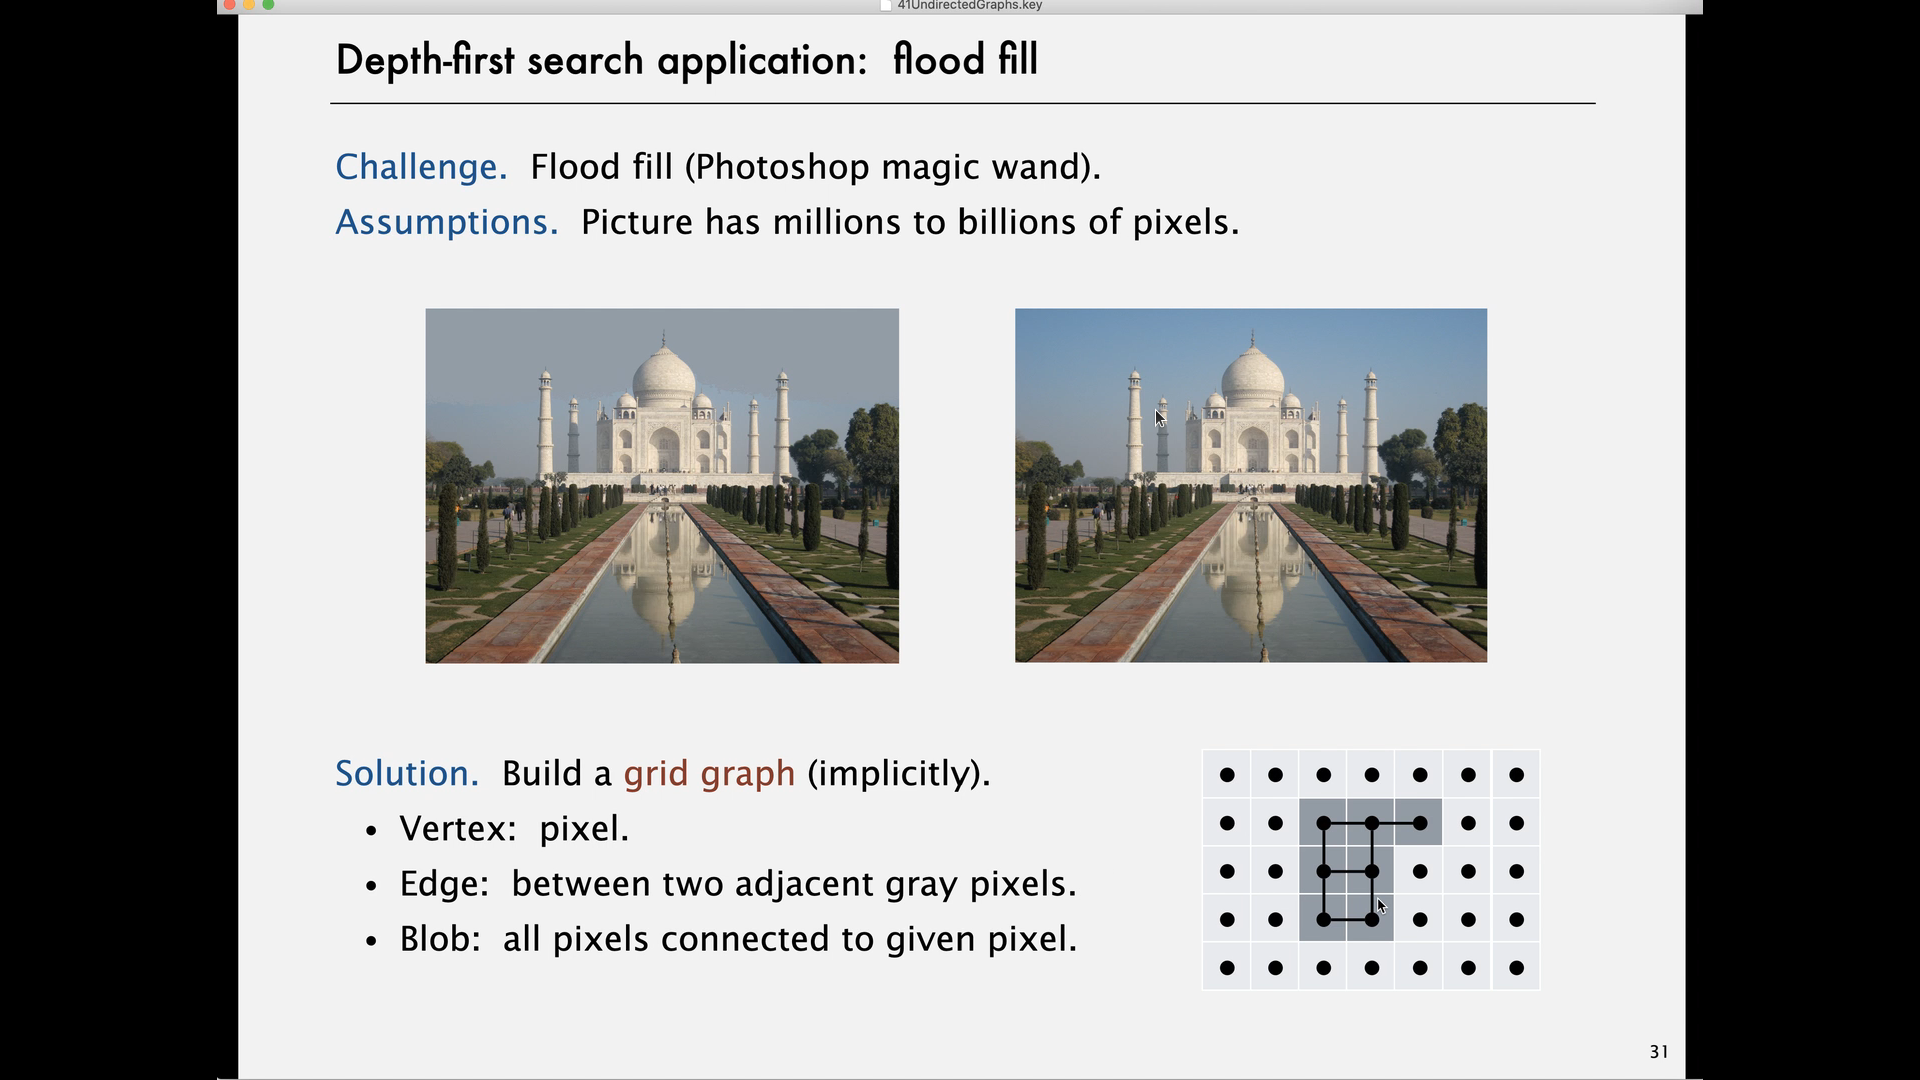 41UndirectedGraphs.key
Depth-first search application: flood fill
Challenge. Flood fill (Photoshop magic wand).
Assumptions. Picture has millions to billions of pixels.
Solution. Build a grid graph (implicitly).
• Vertex: pixel.
• Edge: between two adjacent gray pixels.
• Blob: all pixels connected to given pixel.
31